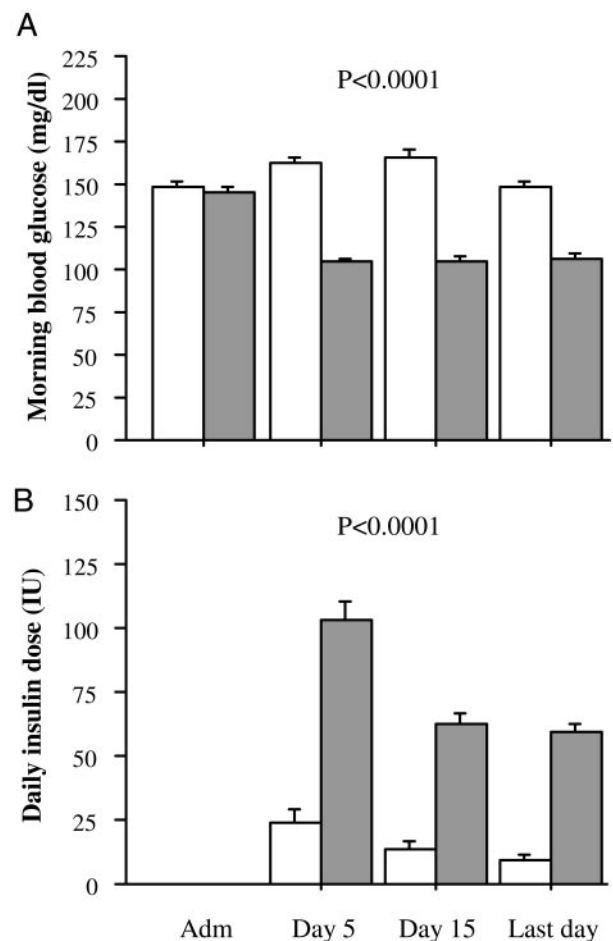 A
Morning blood glucose (mg/dl)
225
200
175
150
125
100
75
50
25
0
P<0.0001
B
Daily insulin dose (IU)
150
125
100
75
50
25
0
P<0.0001
Adm Day 5 Day 15 Last day